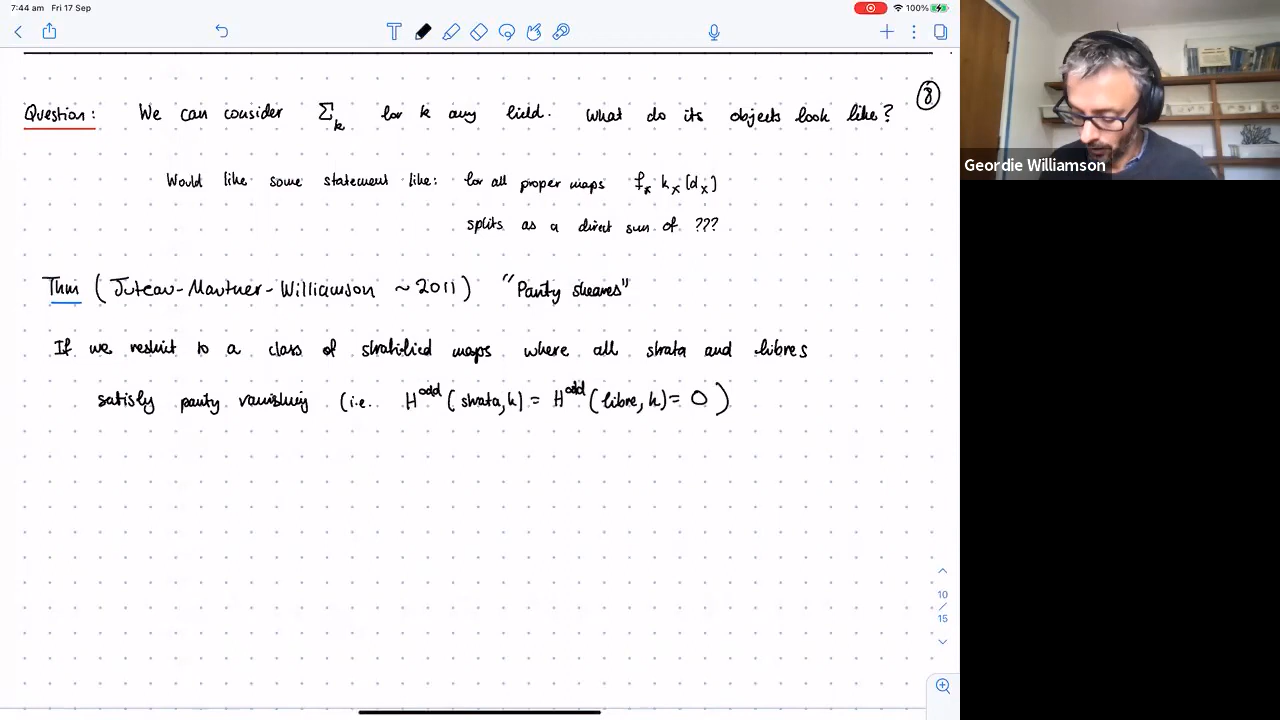 7:44 am Fri 17 Sep
100%
8
Question: We can consider Σ_k for k any field. What do its objects look like?
Would like some statement like: for all proper maps f_* k_X [d_X]
splits as a direct sum of ???
Thm (Juteau-Mautner-Williamson ~2011) "Parity sheaves"
If we restrict to a class of stratified maps where all strata and fibres
satisfy parity vanishing (i.e. H^odd (strata, k) = H^odd (fibre, k) = 0)
Geordie Williamson
10
/
15